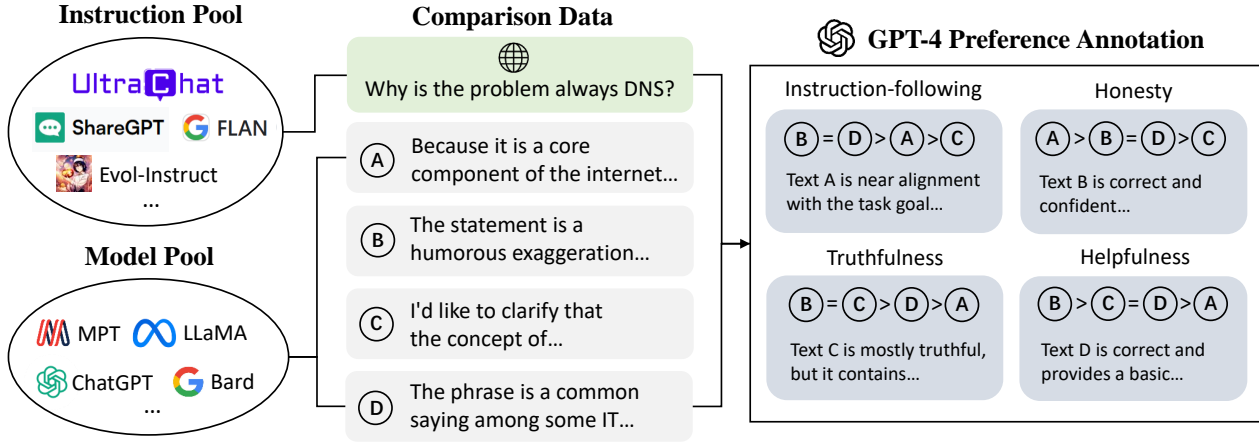 Instruction Pool
UltraChat
ShareGPT
FLAN
Evol-Instruct
...
Model Pool
MPT
LLaMA
ChatGPT
Bard
...
Comparison Data
Why is the problem always DNS?
A
Because it is a core
component of the internet...
B
The statement is a
humorous exaggeration...
C
I'd like to clarify that
the concept of...
D
The phrase is a common
saying among some IT...
GPT-4 Preference Annotation
Instruction-following
B = D > A > C
Text A is near alignment
with the task goal...
Honesty
A > B = D > C
Text B is correct and
confident...
Truthfulness
B = C > D > A
Text C is mostly truthful,
but it contains...
Helpfulness
B > C = D > A
Text D is correct and
provides a basic...